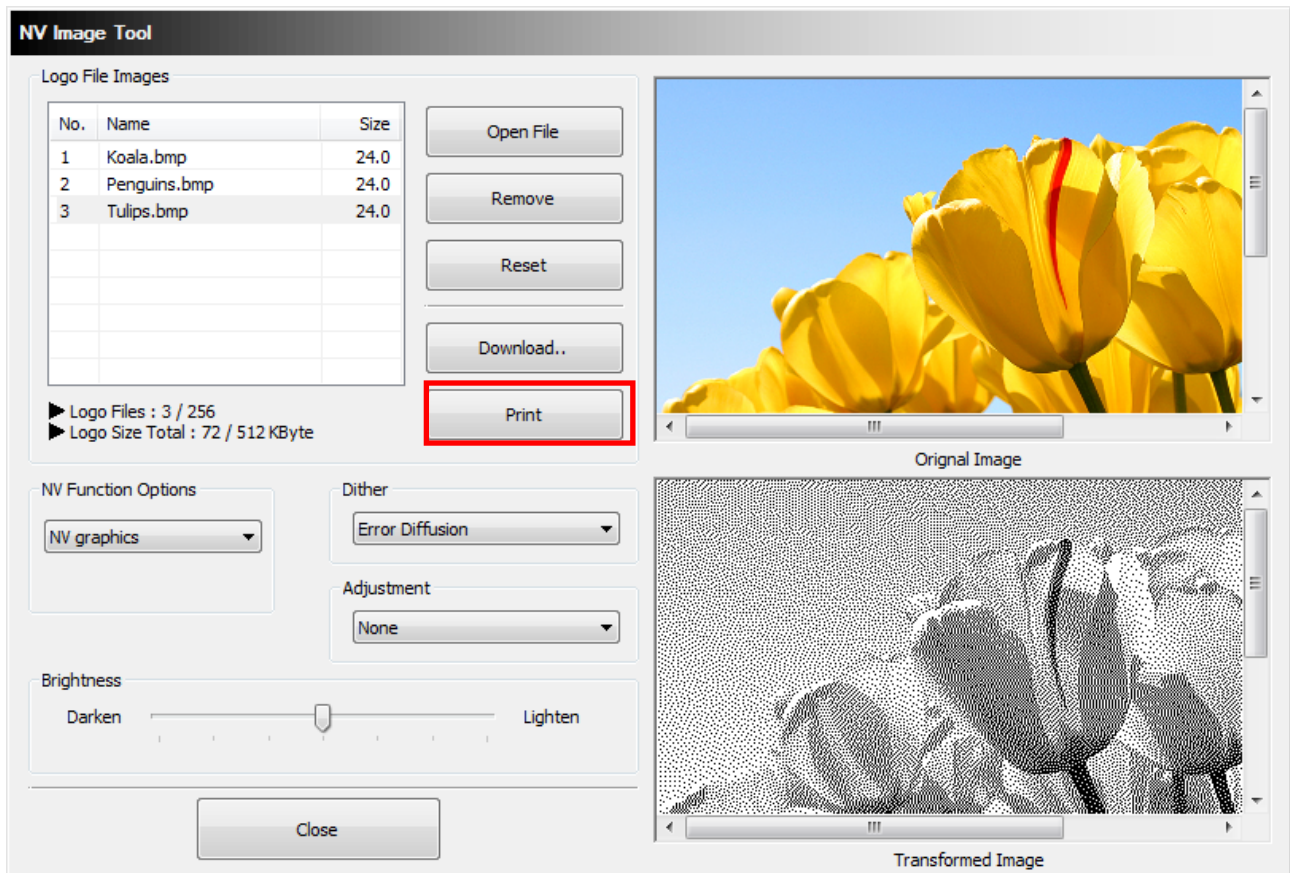 NV Image Tool
Logo File Images
No. Name Size
1 Koala.bmp 24.0
2 Penguins.bmp 24.0
3 Tulips.bmp 24.0
Open File
Remove
Reset
Download..
Print
Logo Files : 3 / 256
Logo Size Total : 72 / 512 KByte
Orignal Image
NV Function Options
NV graphics
Dither
Error Diffusion
Adjustment
None
Brightness
Darken Lighten
Close
Transformed Image